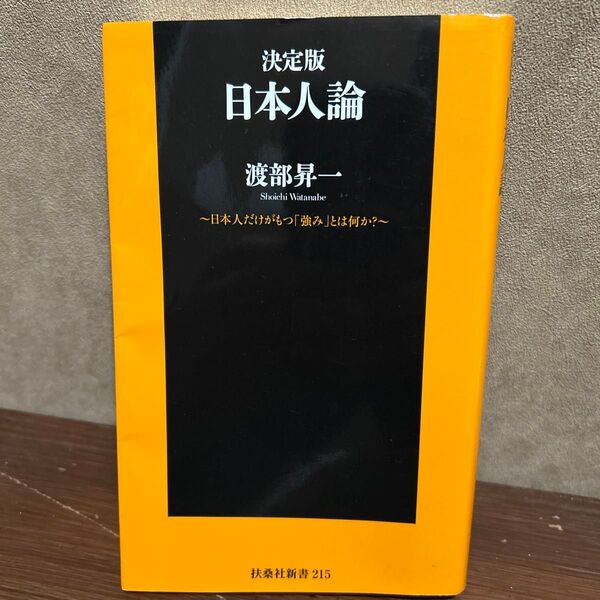 決定版
日本人論
渡部昇一
Shoichi Watanabe
〜日本人だけがもつ「強み」とは何か?〜
扶桑社新書 215